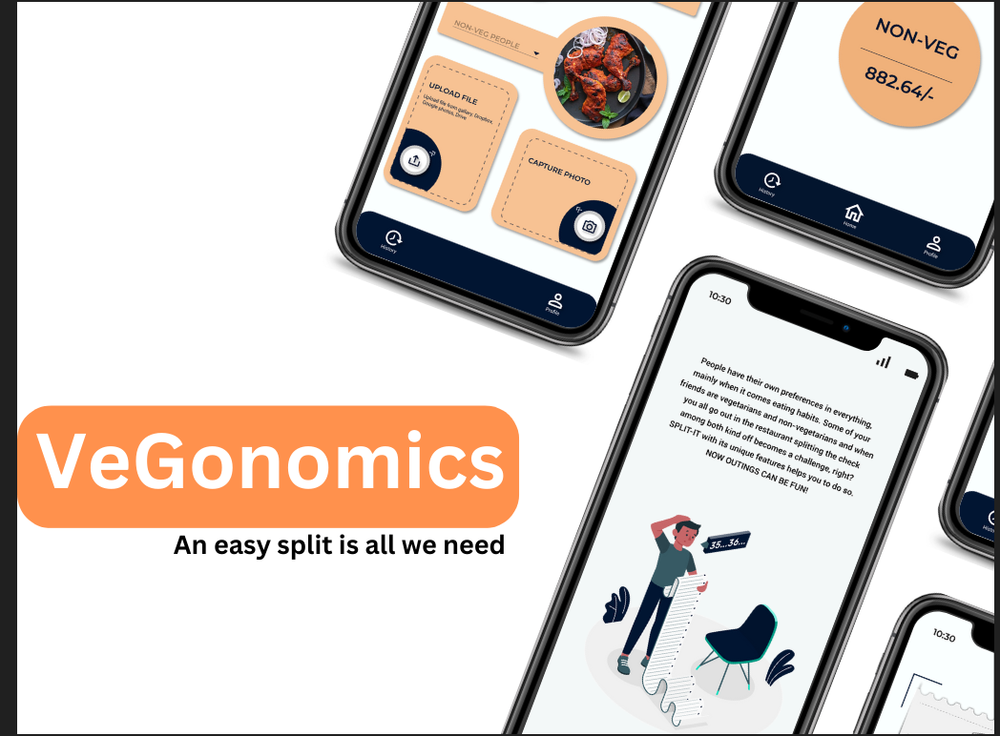 NON-VEG PEOPLE
UPLOAD FILE
Upload file from gallary, Dropbox,
Google photos, Drive
CAPTURE PHOTO
History
Profile
NON-VEG
882.64/-
History
Home
Profile
VeGonomics
An easy split is all we need
10:30
People have their own preferences in everything,
mainly when it comes eating habits. Some of your
friends are vegetarians and non-vegetarians and when
you all go out in the restaurant splitting the check
among both kind off becomes a challenge, right?
SPLIT-IT with its unique features helps you to do so.
NOW OUTINGS CAN BE FUN!
35...36...
10:30